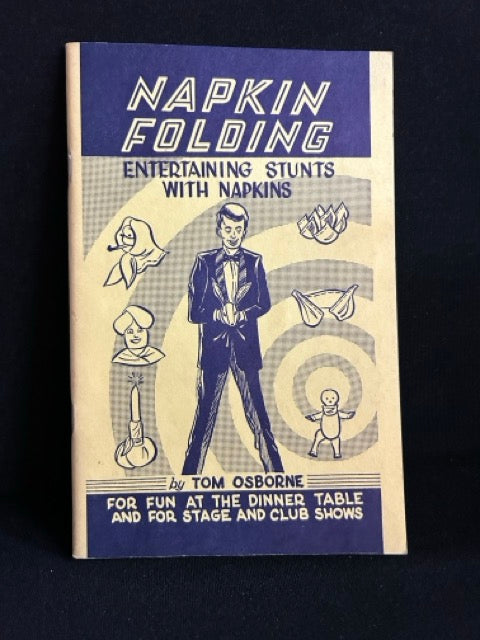 NAPKIN
FOLDING
ENTERTAINING STUNTS
WITH NAPKINS
by TOM OSBORNE
FOR FUN AT THE DINNER TABLE
AND FOR STAGE AND CLUB SHOWS